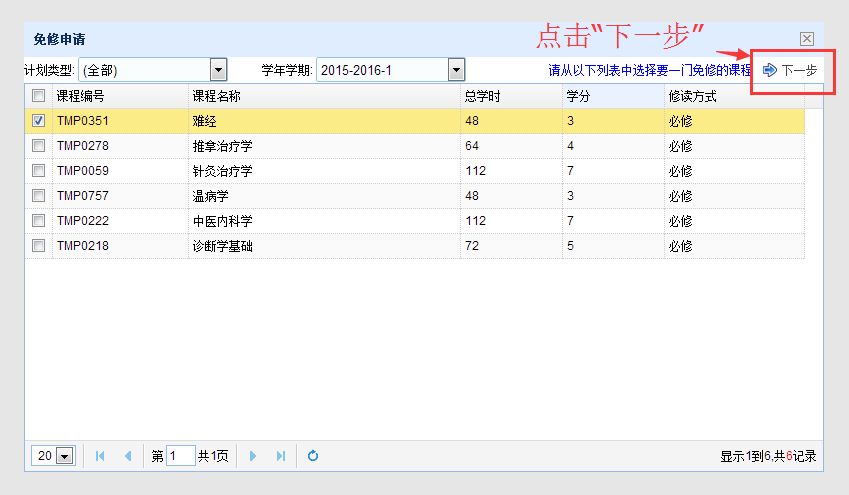 点击“下一步”
免修申请
计划类型: (全部) 学年学期: 2015-2016-1 请从以下列表中选择要一门免修的课程 下一步
课程编号 课程名称 总学时 学分 修读方式
TMP0351 难经 48 3 必修
TMP0278 推拿治疗学 64 4 必修
TMP0059 针灸治疗学 112 7 必修
TMP0757 温病学 48 3 必修
TMP0222 中医内科学 112 7 必修
TMP0218 诊断学基础 72 5 必修
20 第 1 共1页 显示1到6,共6记录